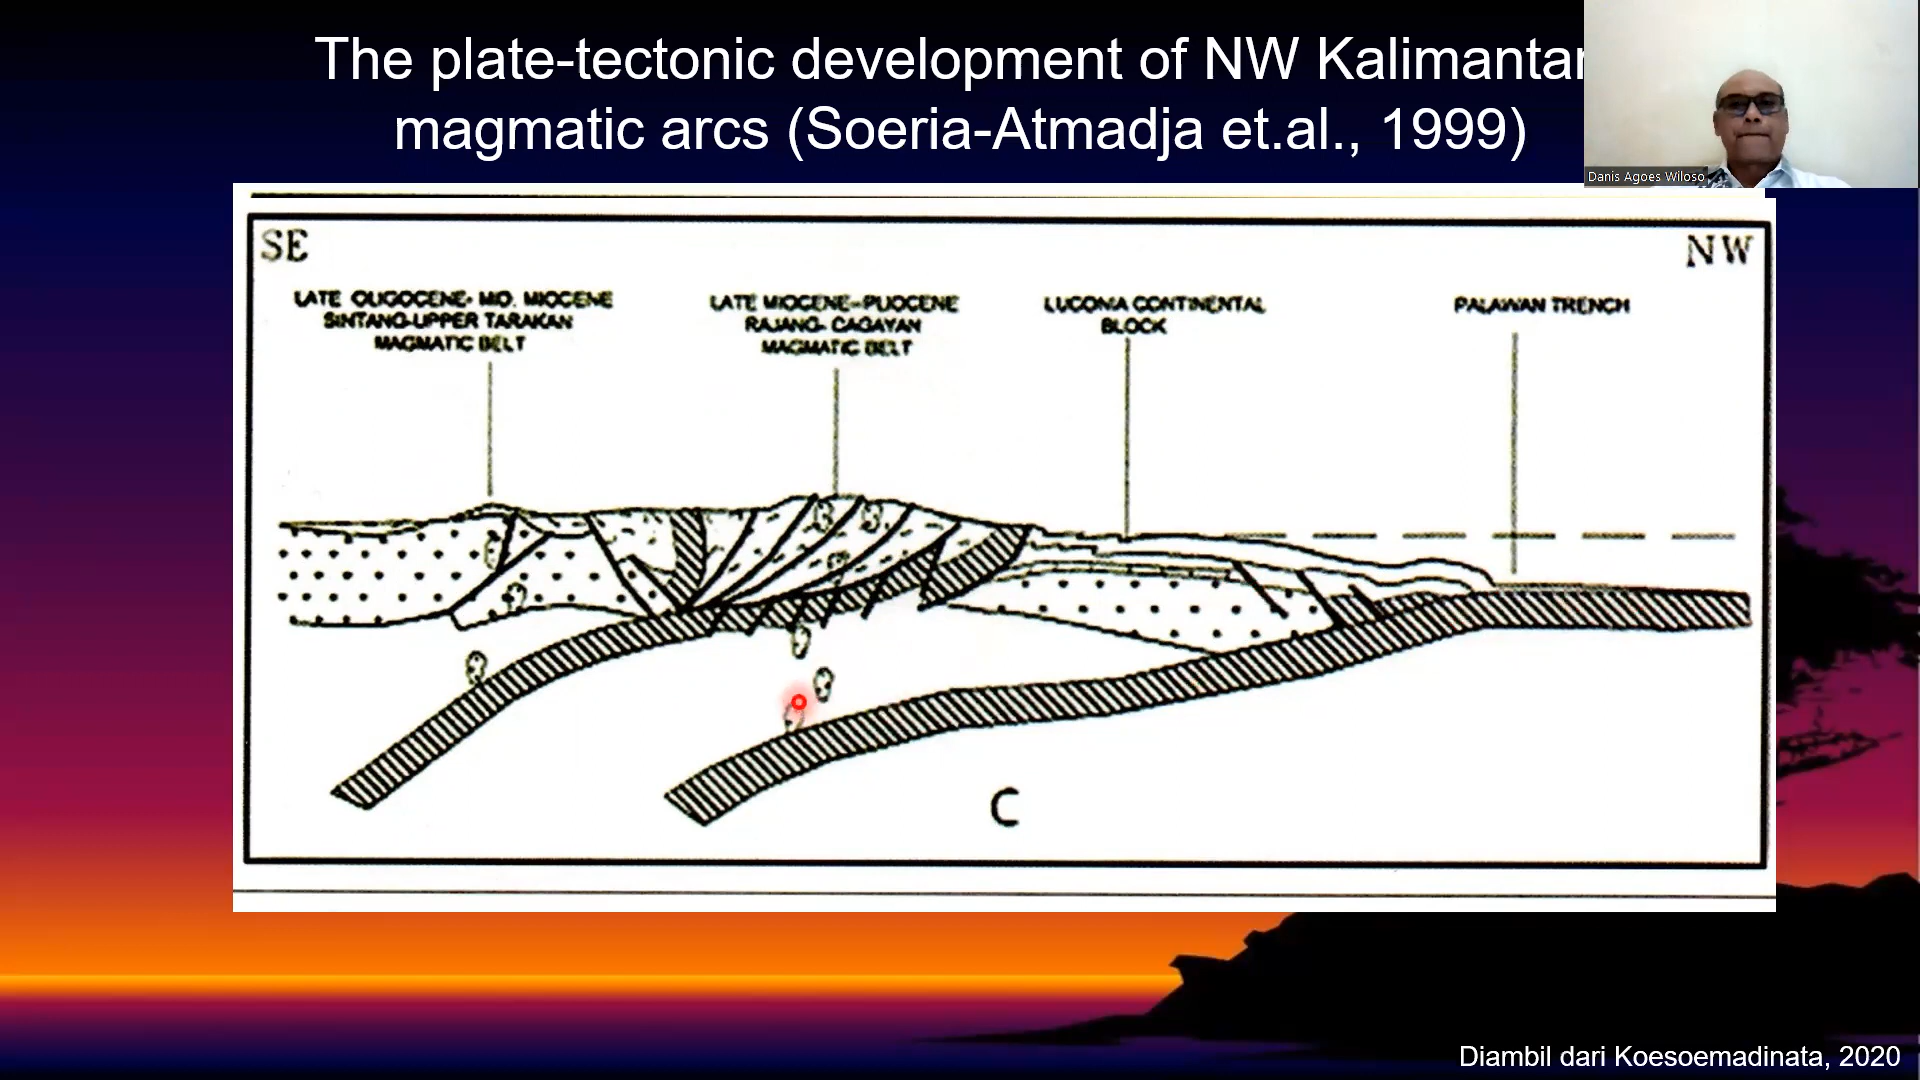 The plate-tectonic development of NW Kalimantan
magmatic arcs (Soeria-Atmadja et.al., 1999)
Danis Agoes Wiloso
SE
NW
LATE OLIGOCENE- MID. MIOCENE
SINTANG-UPPER TARAKAN
MAGMATIC BELT
LATE MIOCENE-PLIOCENE
RAJANG- CAGAYAN
MAGMATIC BELT
LUCONIA CONTINENTAL
BLOCK
PALAWAN TRENCH
C
Diambil dari Koesoemadinata, 2020